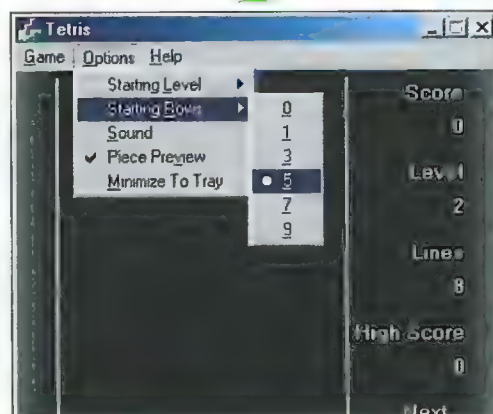 Tetris
Game Options Help
Starting Level
Starting Rows
Sound
Piece Preview
Minimize To Tray
0
1
3
5
7
9
Score
0
Level
2
Lines
8
High Score
0
Next